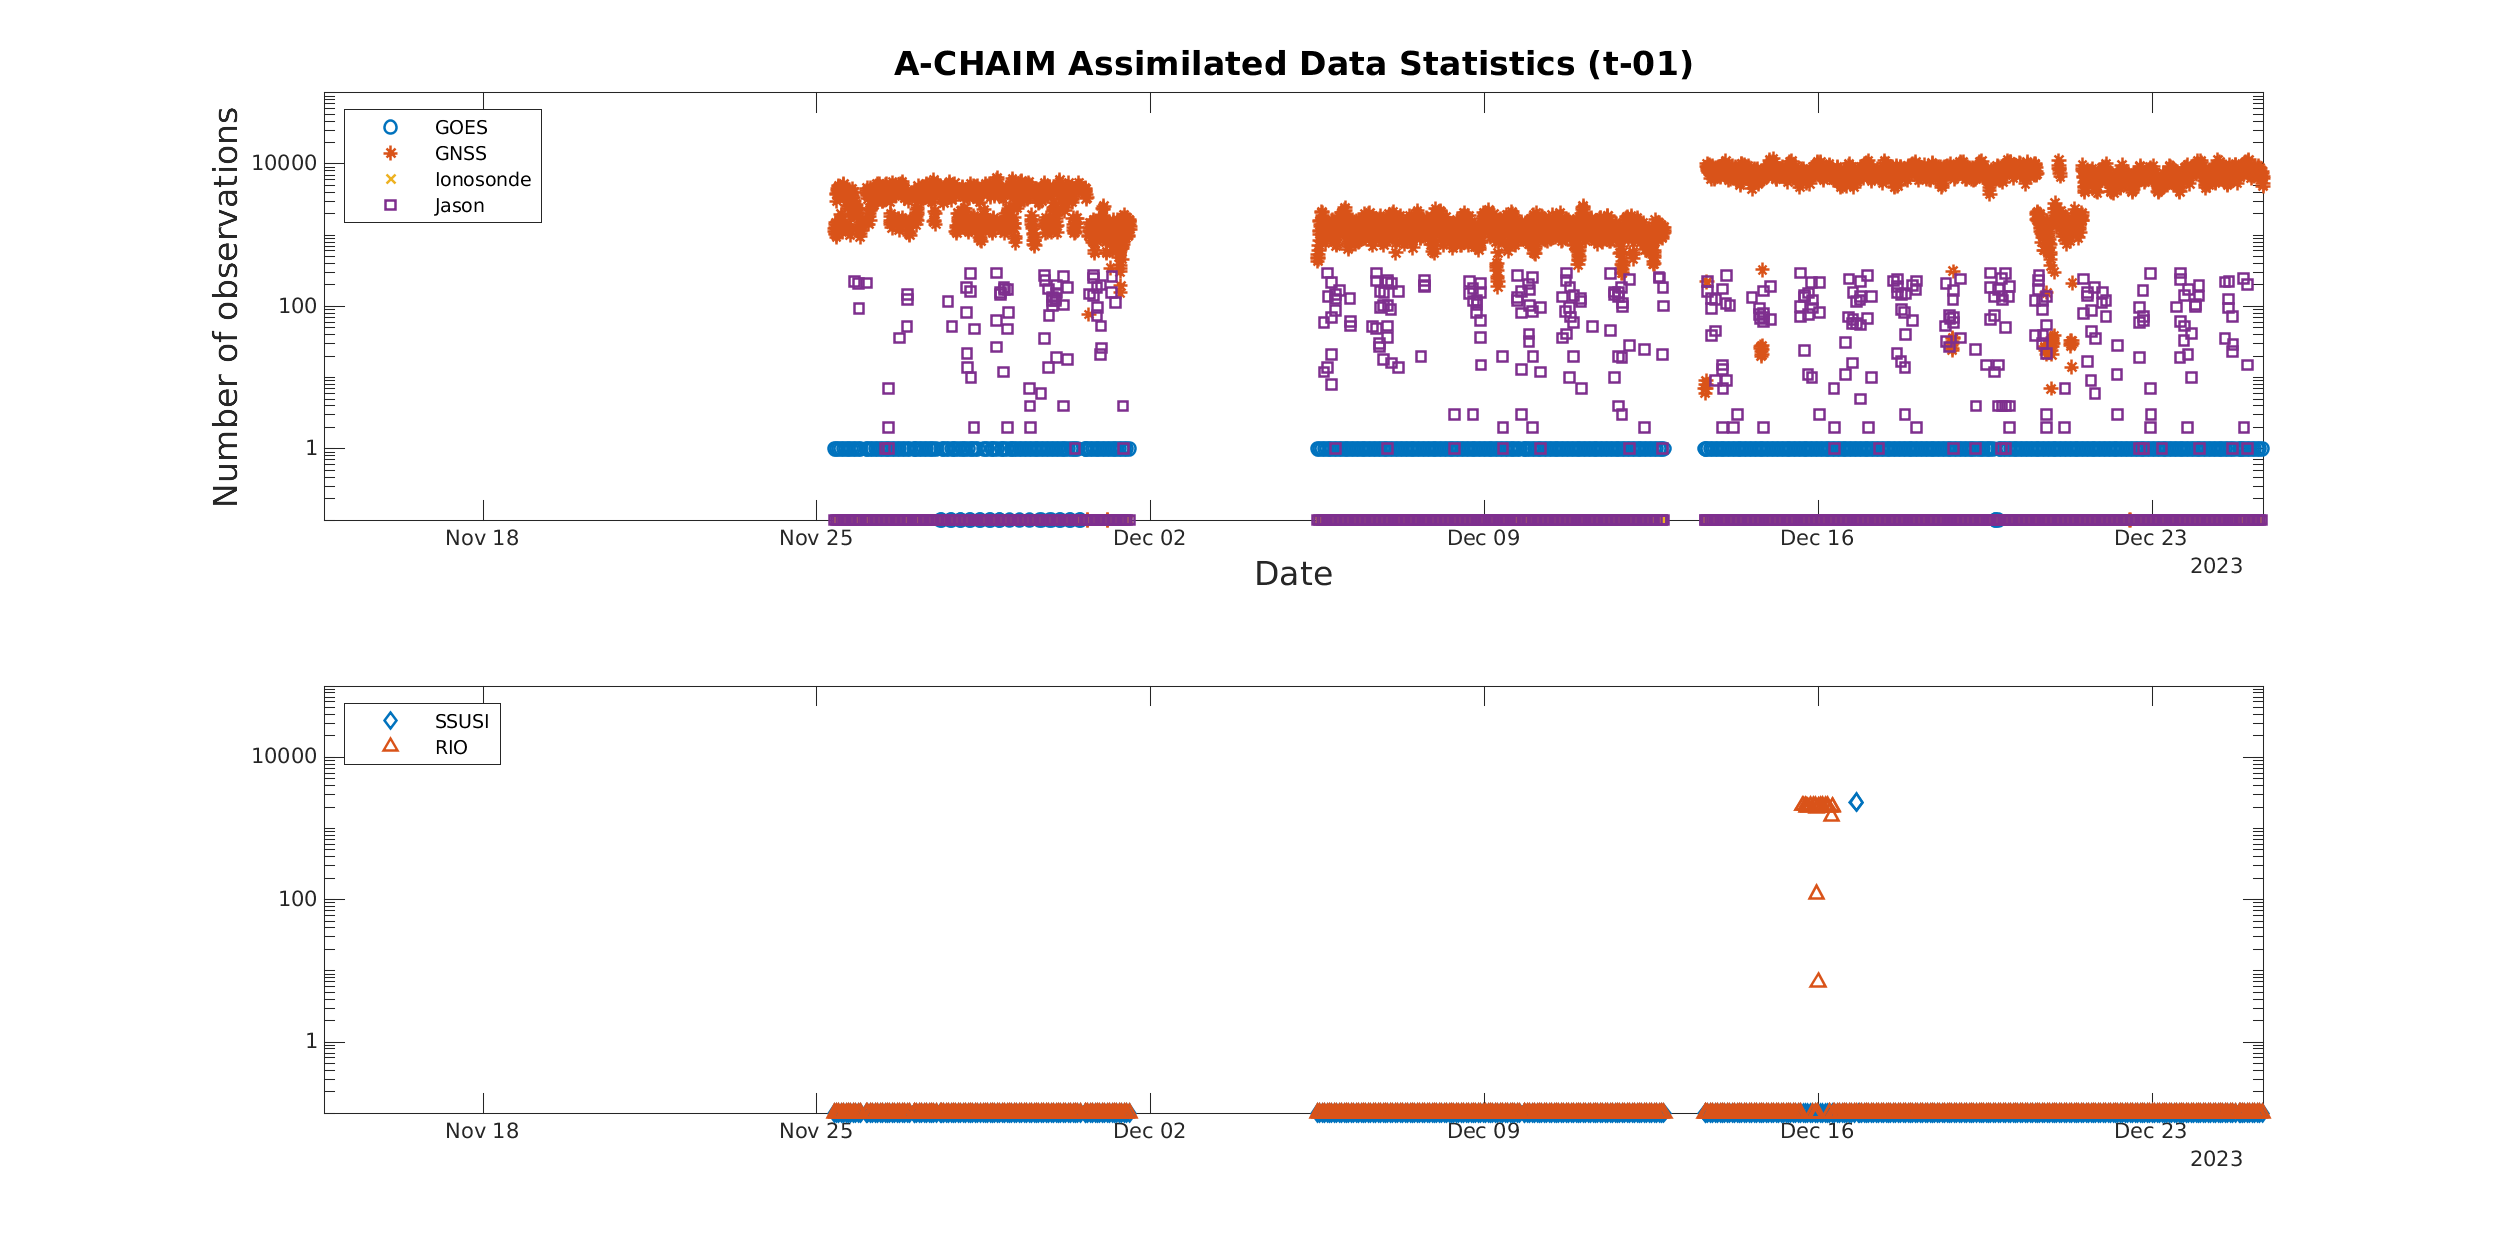 A-CHAIM Assimilated Data Statistics (t-01)
GOES
GNSS
Ionosonde
Jason
Number of observations
10000
100
1
Nov 18
Nov 25
Dec 02
Dec 09
Dec 16
Dec 23
2023
Date
SSUSI
RIO
10000
100
1
Nov 18
Nov 25
Dec 02
Dec 09
Dec 16
Dec 23
2023